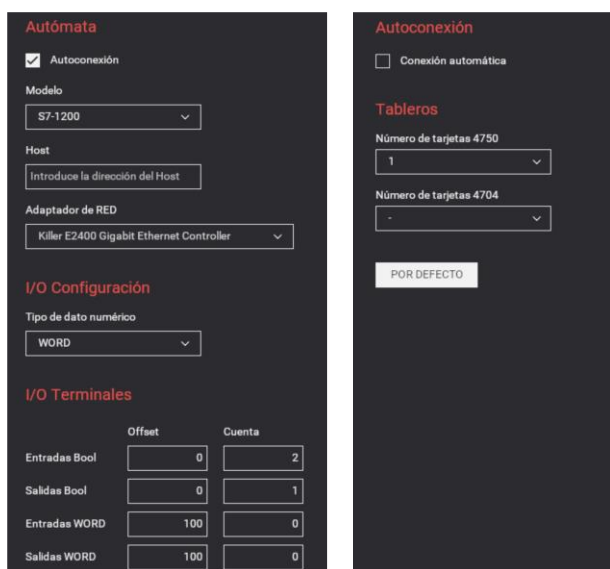 Autómata
Autoconexión
Modelo
S7-1200
Host
Introduce la dirección del Host
Adaptador de RED
Killer E2400 Gigabit Ethernet Controller
I/O Configuración
Tipo de dato numérico
WORD
I/O Terminales
Offset Cuenta
Entradas Bool 0 2
Salidas Bool 0 1
Entradas WORD 100 0
Salidas WORD 100 0
Autoconexión
Conexión automática
Tableros
Número de tarjetas 4750
1
Número de tarjetas 4704
-
POR DEFECTO